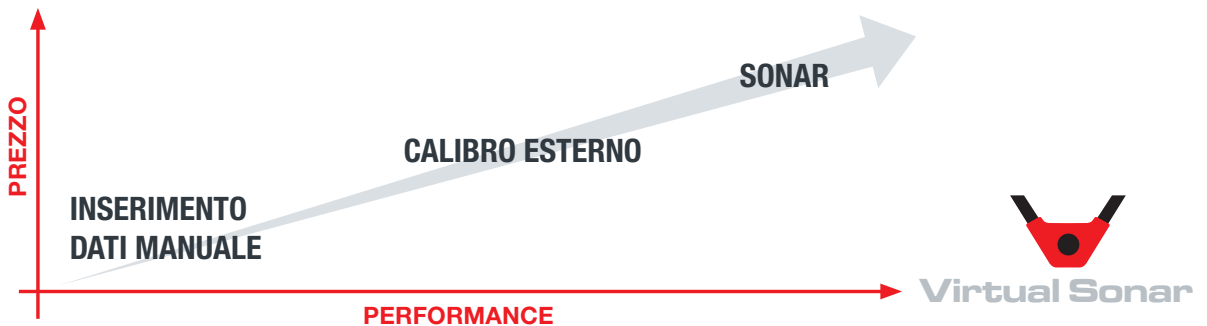 PREZZO
SONAR
CALIBRO ESTERNO
INSERIMENTO
DATI MANUALE
Virtual Sonar
PERFORMANCE